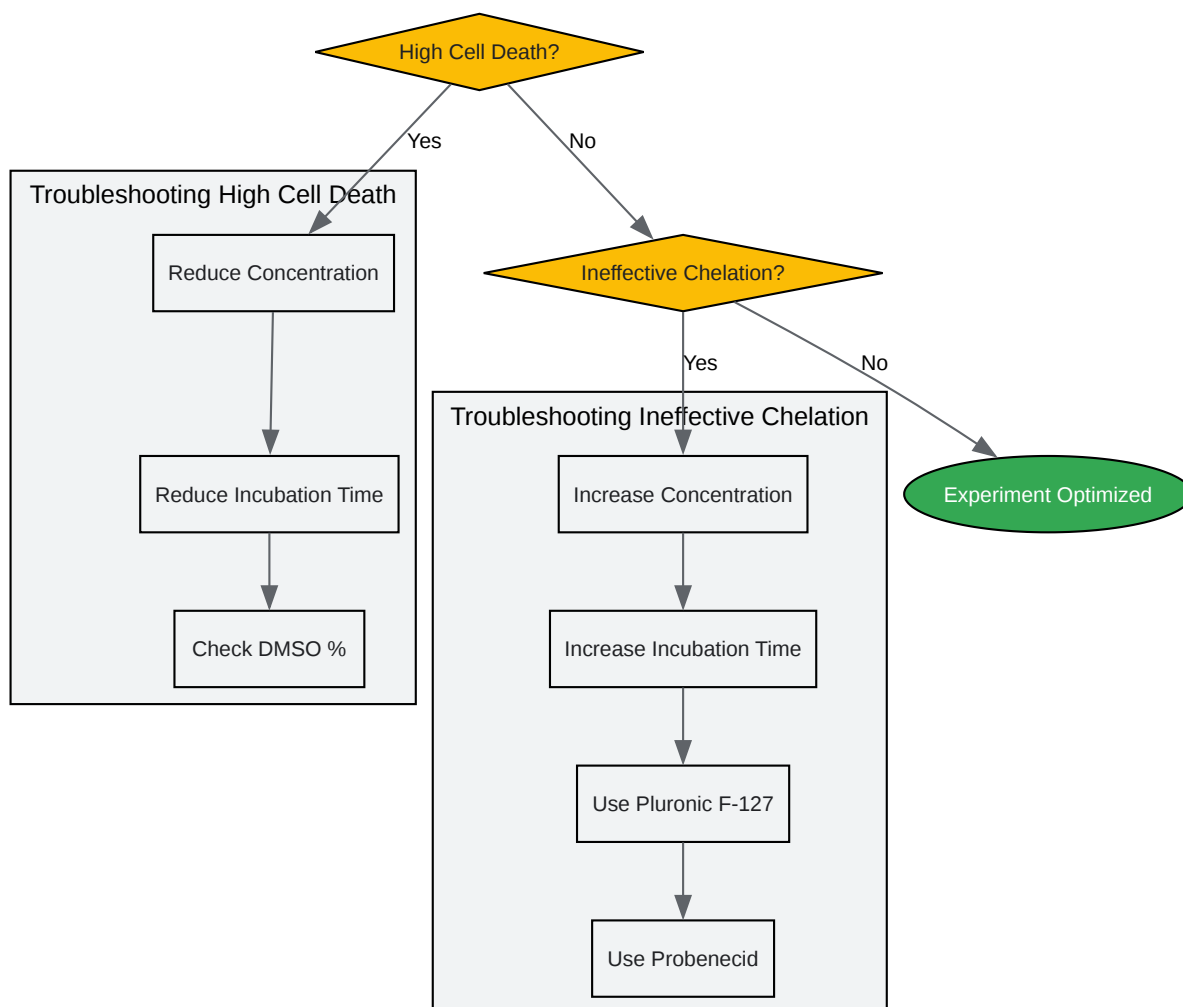 High Cell Death?
Yes
No
Troubleshooting High Cell Death
Reduce Concentration
Ineffective Chelation?
Yes
No
Troubleshooting Ineffective Chelation
Reduce Incubation Time
Increase Concentration
Experiment Optimized
Check DMSO %
Increase Incubation Time
Use Pluronic F-127
Use Probenecid